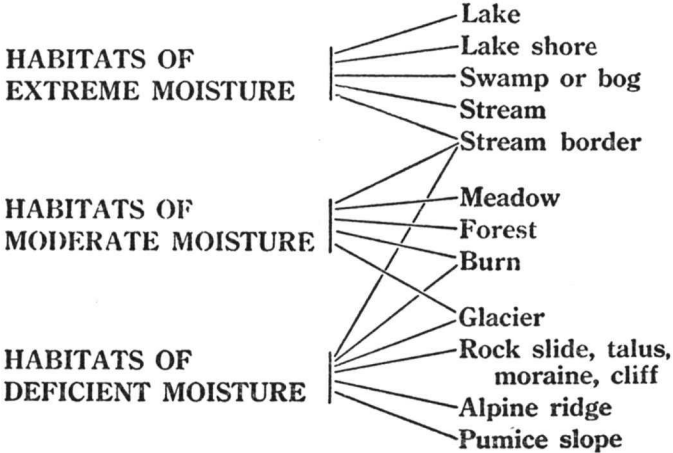 HABITATS OF
EXTREME MOISTURE
Lake
Lake shore
Swamp or bog
Stream
Stream border
HABITATS OF
MODERATE MOISTURE
Meadow
Forest
Burn
Glacier
HABITATS OF
DEFICIENT MOISTURE
Rock slide, talus,
moraine, cliff
Alpine ridge
Pumice slope